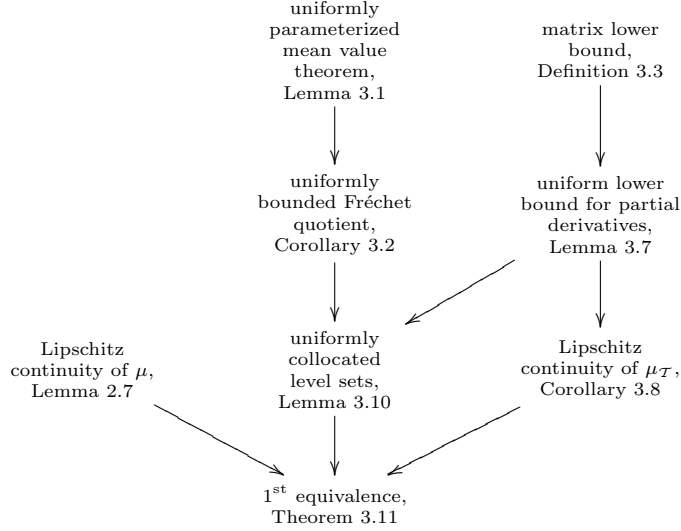 uniformly
parameterized
mean value
theorem,
Lemma 3.1
matrix lower
bound,
Definition 3.3
uniformly
bounded Fréchet
quotient,
Corollary 3.2
uniform lower
bound for partial
derivatives,
Lemma 3.7
Lipschitz
continuity of μ,
Lemma 2.7
uniformly
collocated
level sets,
Lemma 3.10
Lipschitz
continuity of μ_𝒯,
Corollary 3.8
1st equivalence,
Theorem 3.11